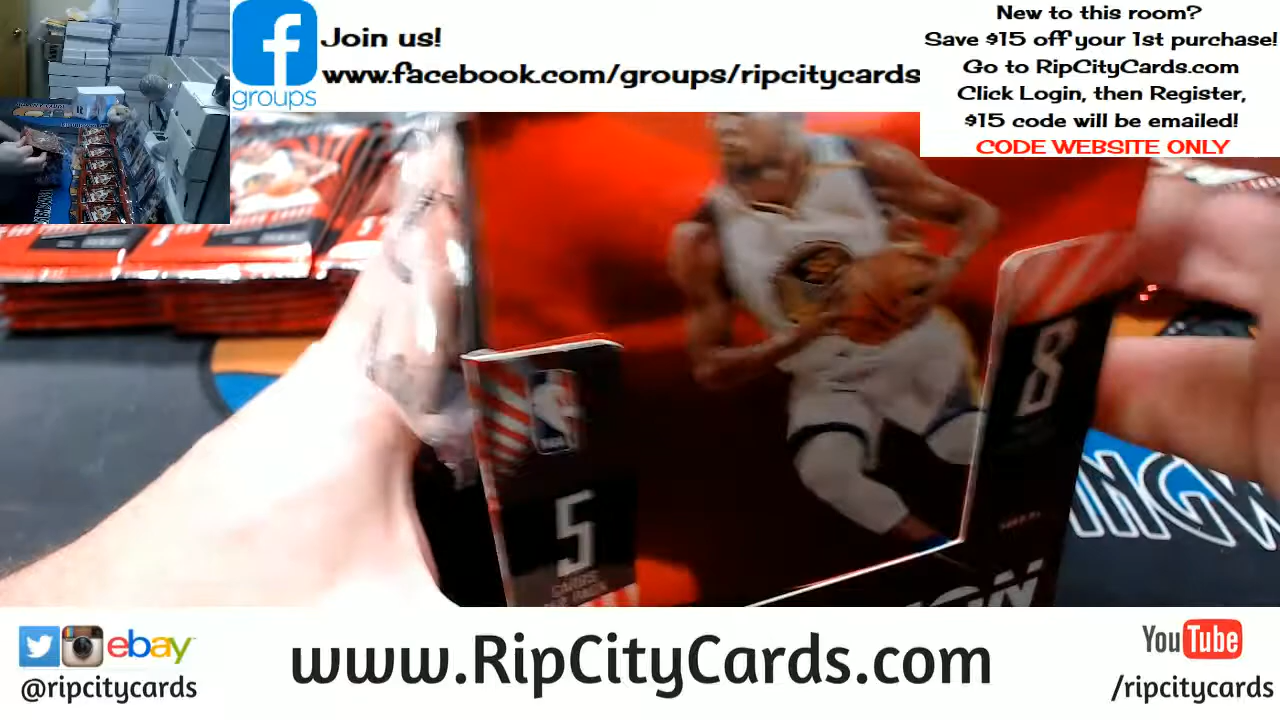 Join us!
www.facebook.com/groups/ripcitycards
groups
New to this room?
Save $15 off your 1st purchase!
Go to RipCityCards.com
Click Login, then Register,
$15 code will be emailed!
CODE WEBSITE ONLY
8
5
CARDS
ebay
@ripcitycards
www.RipCityCards.com
YouTube
/ripcitycards